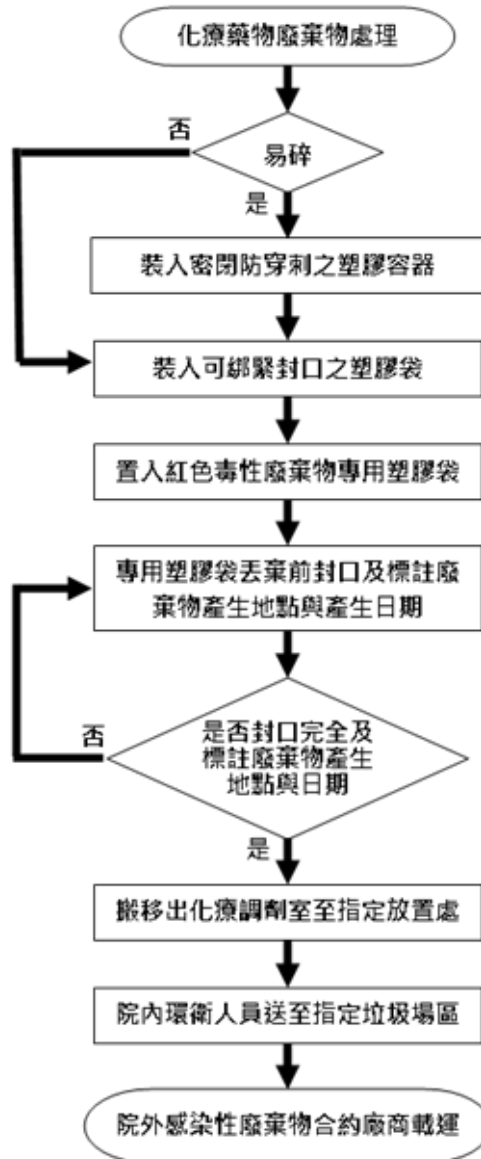 化療藥物廢棄物處理
否
易碎
是
裝入密閉防穿刺之塑膠容器
裝入可綁緊封口之塑膠袋
置入紅色毒性廢棄物專用塑膠袋
專用塑膠袋丟棄前封口及標註廢
棄物產生地點與產生日期
否
是否封口完全及
標註廢棄物產生
地點與日期
是
搬移出化療調劑室至指定放置處
院內環衛人員送至指定垃圾場區
院外感染性廢棄物合約廠商載運